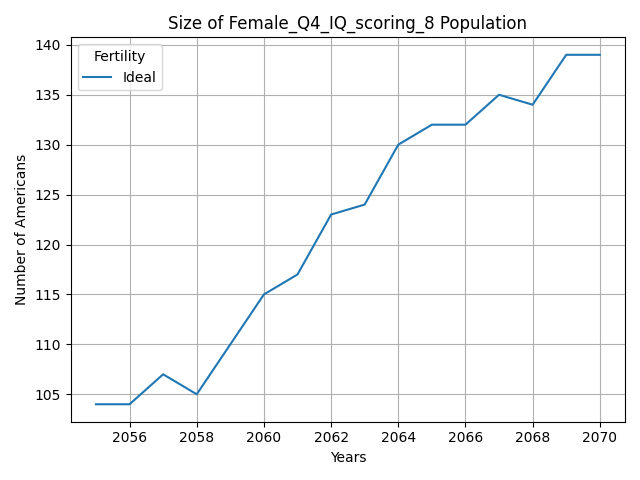 Size of Female_Q4_IQ_scoring_8 Population
Fertility
Ideal
Number of Americans
140
135
130
125
120
115
110
105
2056 2058 2060 2062 2064 2066 2068 2070
Years